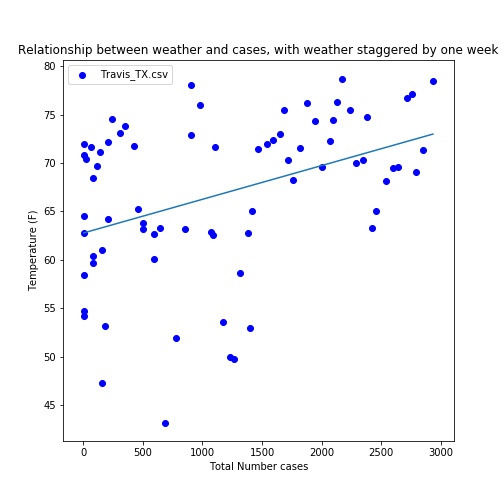 Relationship between weather and cases, with weather staggered by one week
Travis_TX.csv
80
75
70
65
60
55
50
45
Temperature (F)
0 500 1000 1500 2000 2500 3000
Total Number cases